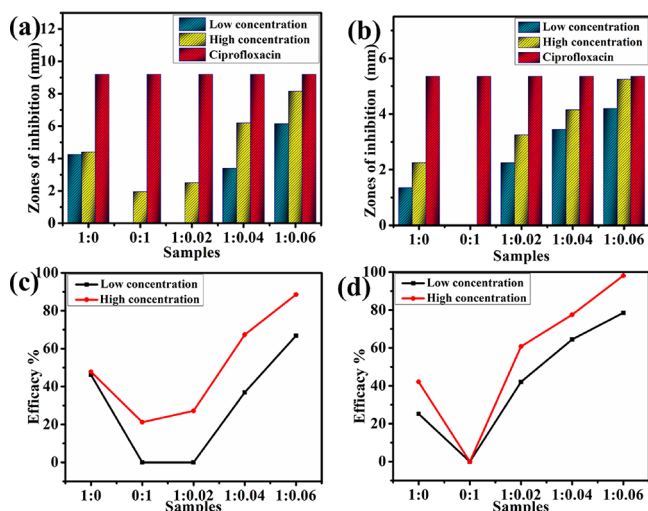 (a)
Low concentration
High concentration
Ciprofloxacin
Zones of inhibition (mm)
12
10
8
6
4
2
0
1:0 0:1 1:0.02 1:0.04 1:0.06
Samples
(b)
Low concentration
High concentration
Ciprofloxacin
Zones of inhibition (mm)
6
4
2
0
1:0 0:1 1:0.02 1:0.04 1:0.06
Samples
(c)
Low concentration
High concentration
Efficacy %
100
80
60
40
20
0
1:0 0:1 1:0.02 1:0.04 1:0.06
Samples
(d)
Low concentration
High concentration
Efficacy %
100
80
60
40
20
0
1:0 0:1 1:0.02 1:0.04 1:0.06
Samples